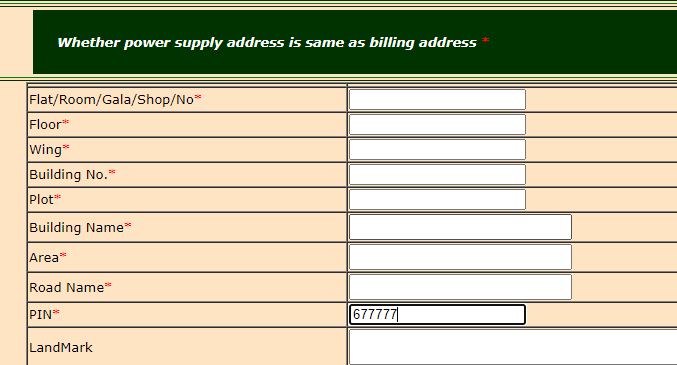 Whether power supply address is same as billing address *
Flat/Room/Gala/Shop/No*
Floor*
Wing*
Building No.*
Plot*
Building Name*
Area*
Road Name*
PIN* 677777
LandMark